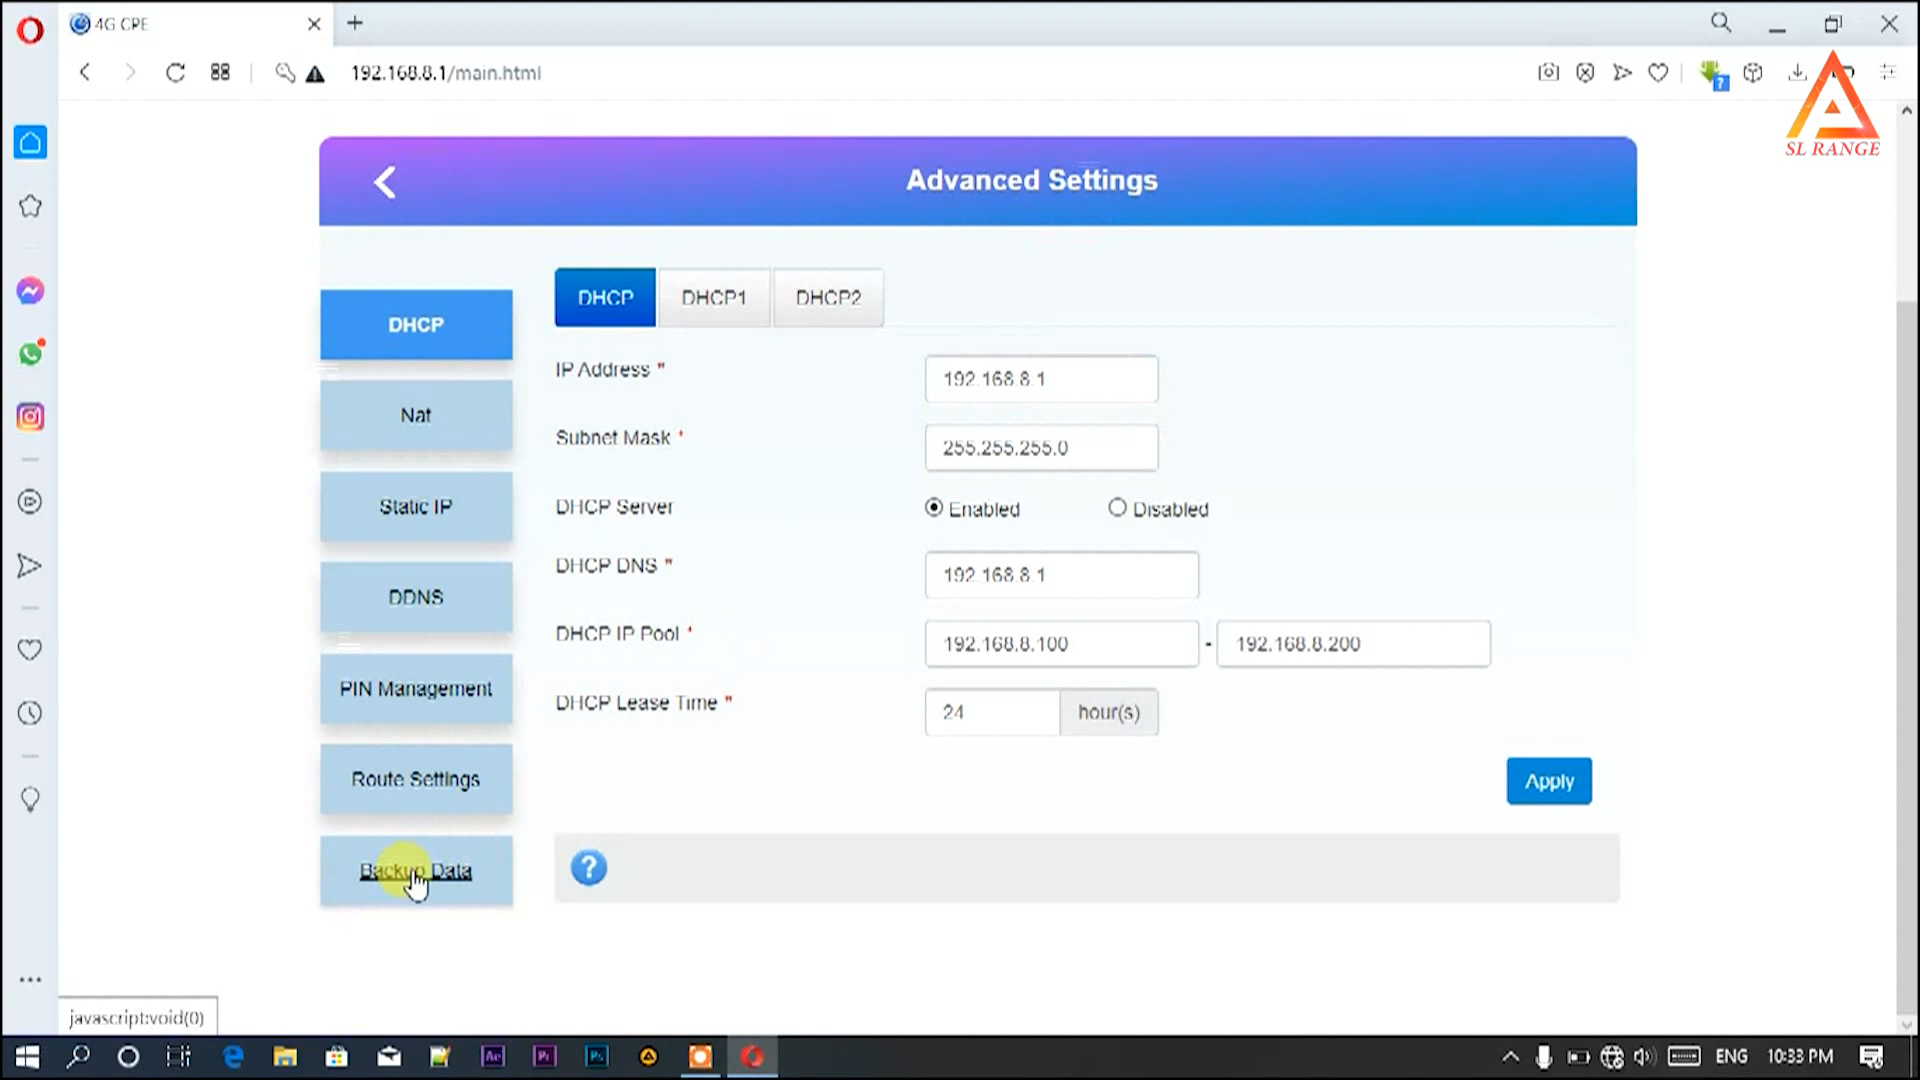 4G CPE
192.168.8.1/main.html
SL RANGE
Advanced Settings
DHCP
Nat
Static IP
DDNS
PIN Management
Route Settings
Backup Data
DHCP DHCP1 DHCP2
IP Address * 192.168.8.1
Subnet Mask * 255.255.255.0
DHCP Server Enabled Disabled
DHCP DNS * 192.168.8.1
DHCP IP Pool * 192.168.8.100 - 192.168.8.200
DHCP Lease Time * 24 hour(s)
Apply
?
javascript:void(0)
Ae Pr Ps
ENG 10:33 PM